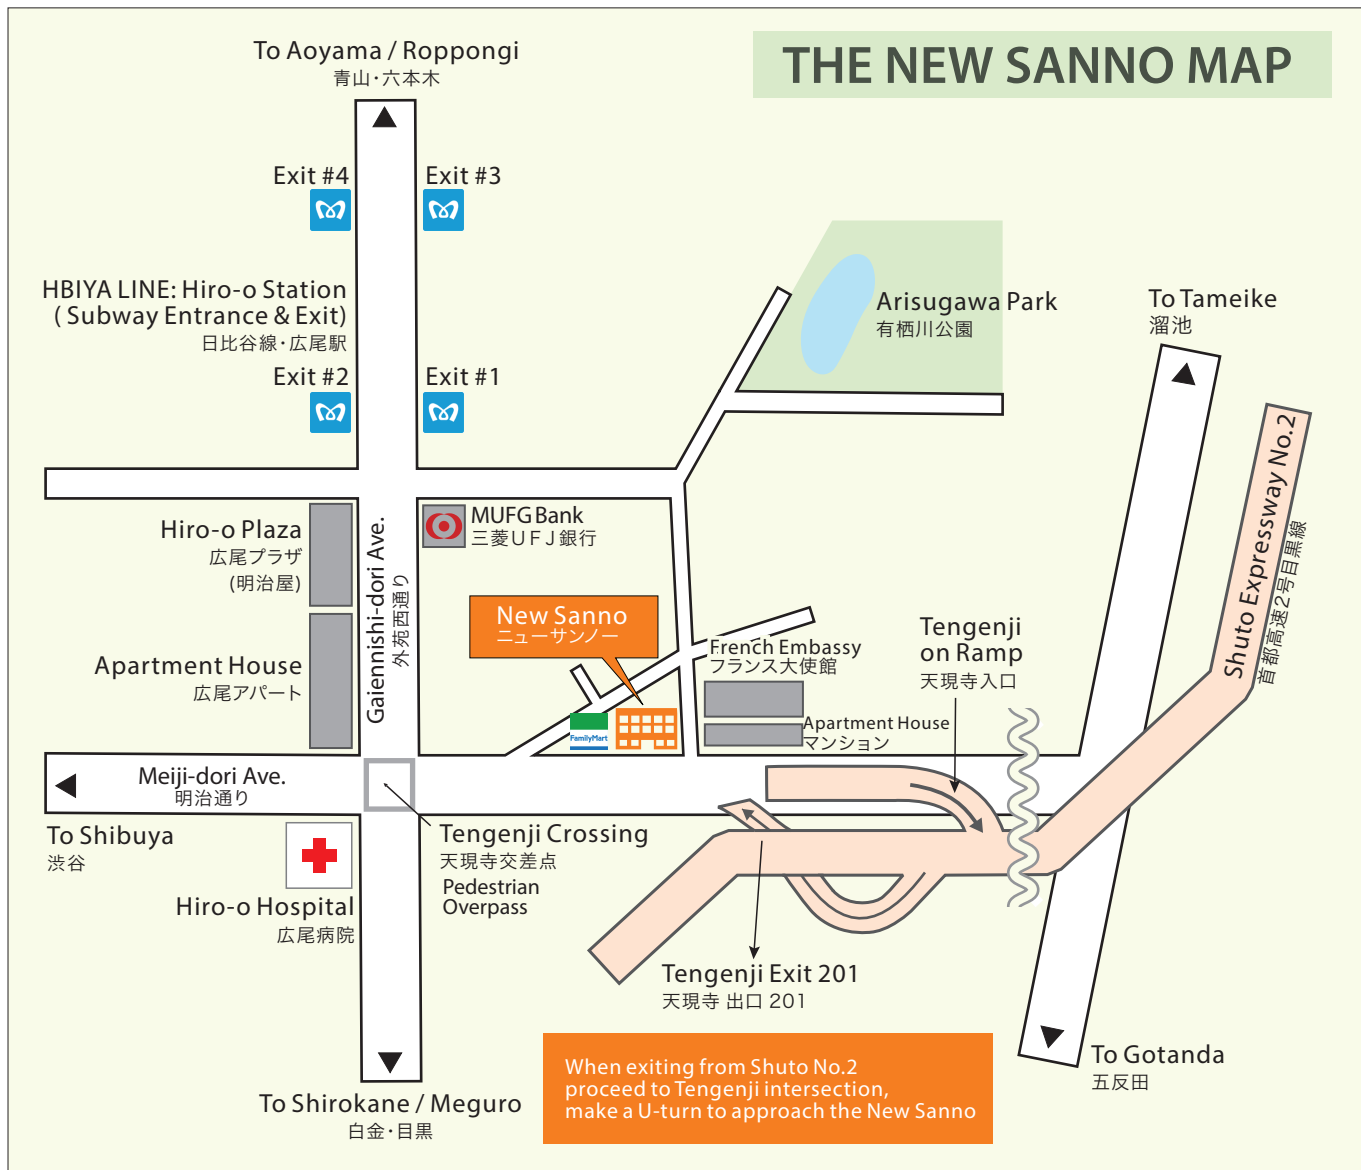 THE NEW SANNO MAP
To Aoyama / Roppongi
青山・六本木
Exit #4
Exit #3
HBIYA LINE: Hiro-o Station
( Subway Entrance & Exit)
日比谷線・広尾駅
Exit #2
Exit #1
Arisugawa Park
有栖川公園
To Tameike
溜池
Shuto Expressway No.2
首都高速2号目黒線
Hiro-o Plaza
広尾プラザ
(明治屋)
Gaiennishi-dori Ave.
外苑西通り
MUFG Bank
三菱UFJ銀行
New Sanno
ニューサンノー
Apartment House
広尾アパート
French Embassy
フランス大使館
Tengenji
on Ramp
天現寺入口
FamilyMart
Apartment House
マンション
Meiji-dori Ave.
明治通り
To Shibuya
渋谷
Tengenji Crossing
天現寺交差点
Pedestrian
Overpass
Hiro-o Hospital
広尾病院
Tengenji Exit 201
天現寺 出口 201
When exiting from Shuto No.2
proceed to Tengenji intersection,
make a U-turn to approach the New Sanno
To Gotanda
五反田
To Shirokane / Meguro
白金・目黒